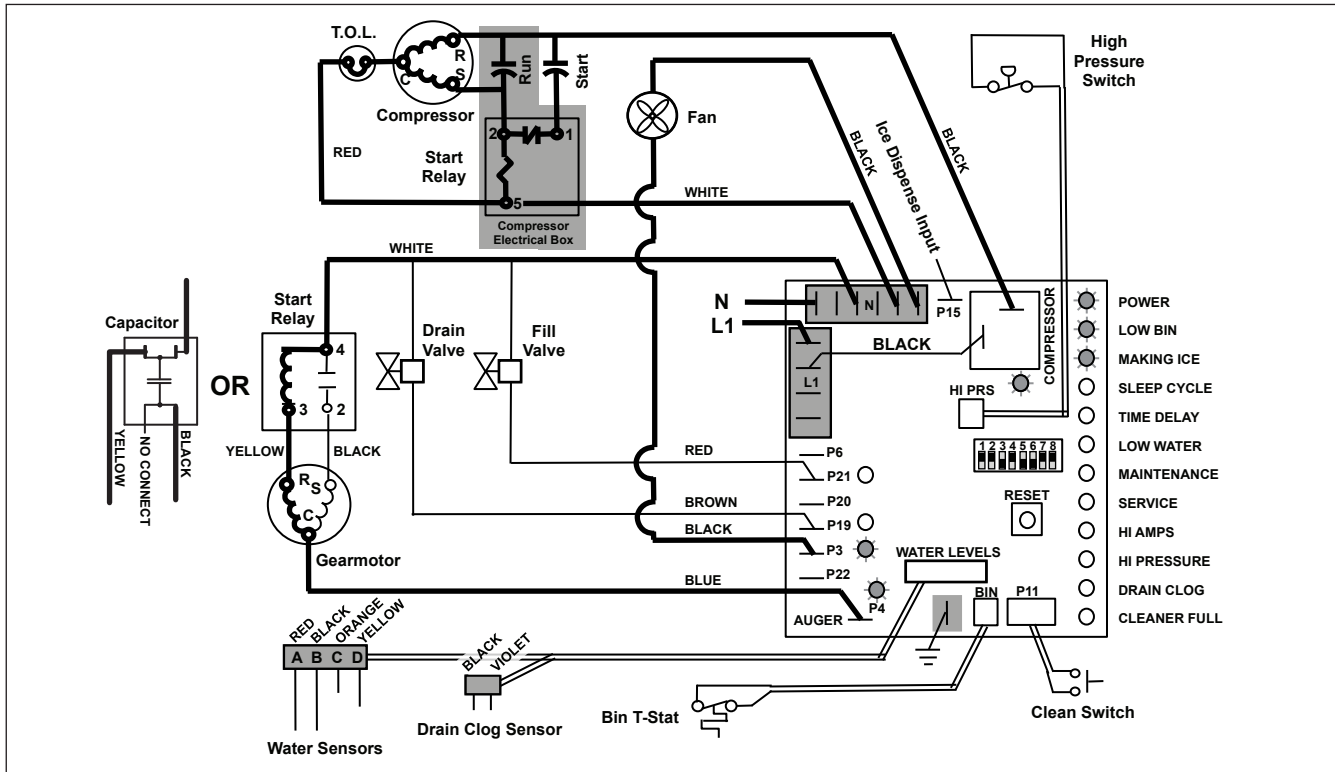 T.O.L.
R
C
S
Compressor
Run
Start
RED
2
1
Start
Relay
5
Compressor
Electrical Box
WHITE
Fan
BLACK
BLACK
Ice Dispense Input
High
Pressure
Switch
WHITE
Capacitor
YELLOW
NO CONNECT
BLACK
OR
Start
Relay
4
3
2
YELLOW
BLACK
R
S
C
Gearmotor
Drain
Valve
Fill
Valve
N
L1
N
P15
COMPRESSOR
BLACK
L1
HI PRS
1 2 3 4 5 6 7 8
RESET
RED
P6
P21
P20
BROWN
P19
BLACK
P3
P22
BLUE
P4
AUGER
WATER LEVELS
BIN
P11
POWER
LOW BIN
MAKING ICE
SLEEP CYCLE
TIME DELAY
LOW WATER
MAINTENANCE
SERVICE
HI AMPS
HI PRESSURE
DRAIN CLOG
CLEANER FULL
RED
BLACK
ORANGE
YELLOW
A B C D
Water Sensors
BLACK
VIOLET
Drain Clog Sensor
Bin T-Stat
Clean Switch